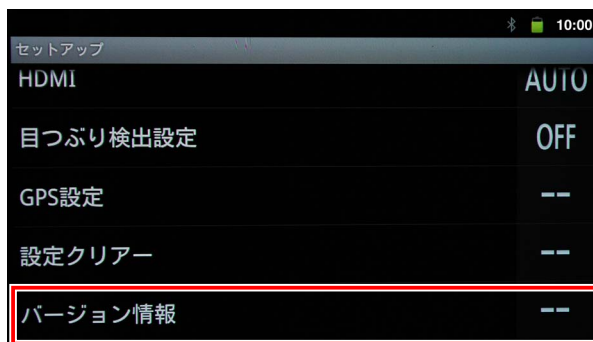 10:00
セットアップ
HDMI AUTO
目つぶり検出設定 OFF
GPS設定 --
設定クリアー --
バージョン情報 --